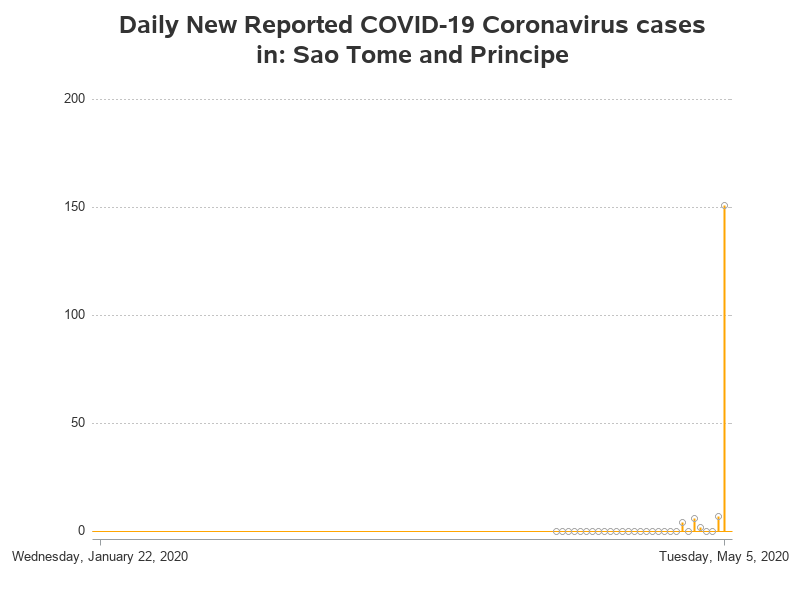 Daily New Reported COVID-19 Coronavirus cases
in: Sao Tome and Principe
200
150
100
50
0
Wednesday, January 22, 2020
Tuesday, May 5, 2020